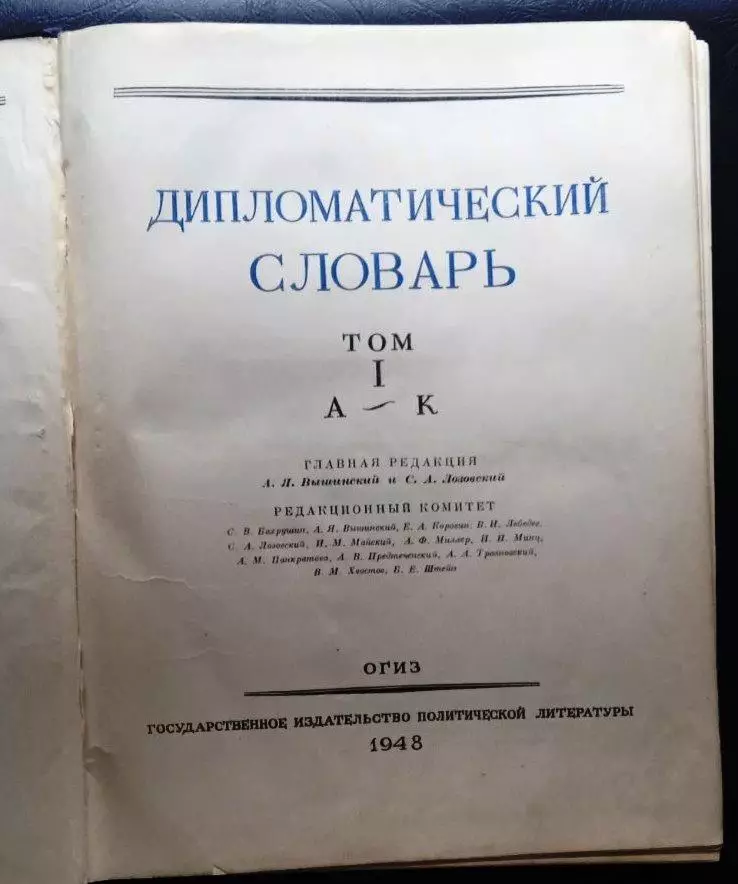 ДИПЛОМАТИЧЕСКИЙ
СЛОВАРЬ
ТОМ
I
А — К
ГЛАВНАЯ РЕДАКЦИЯ
А. Я. Вышинский и С. А. Лозовский
РЕДАКЦИОННЫЙ КОМИТЕТ
С. В. Бахрушин, А. Я. Вышинский, Е. А. Коровин, В. И. Лебедев,
С. А. Лозовский, И. М. Майский, А. Ф. Миллер, И. И. Минц,
А. М. Панкратова, А. В. Предтеченский, А. А. Трояновский,
В. М. Хвостов, Б. Е. Штейн
ОГИЗ
ГОСУДАРСТВЕННОЕ ИЗДАТЕЛЬСТВО ПОЛИТИЧЕСКОЙ ЛИТЕРАТУРЫ
1948